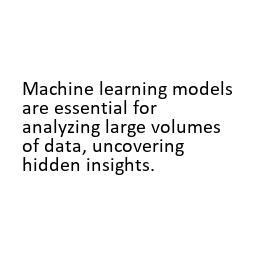 Machine learning models
are essential for
analyzing large volumes
of data, uncovering
hidden insights.